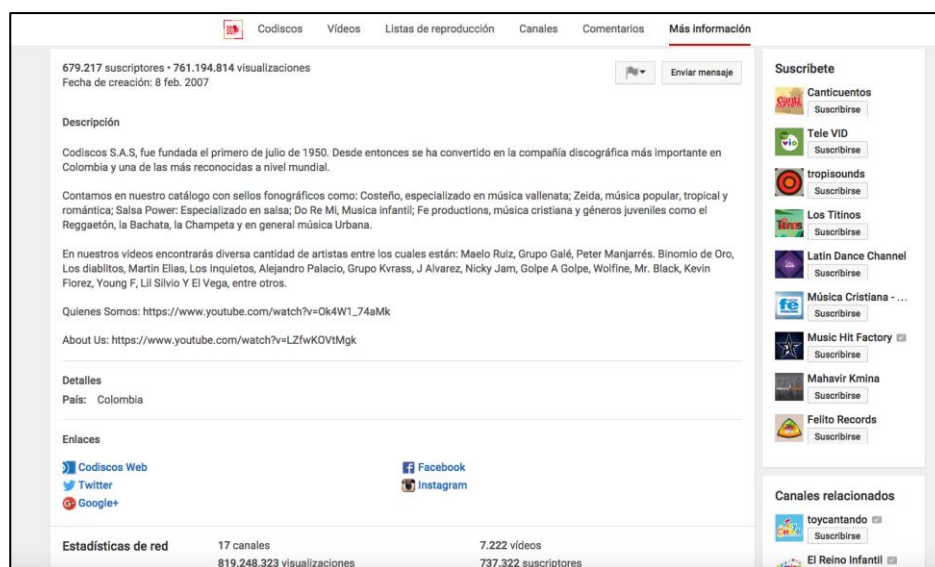 Codiscos Vídeos Listas de reproducción Canales Comentarios Más información
679.217 suscriptores • 761.194.814 visualizaciones
Fecha de creación: 8 feb. 2007
Enviar mensaje
Descripción
Codiscos S.A.S, fue fundada el primero de julio de 1950. Desde entonces se ha convertido en la compañía discográfica más importante en
Colombia y una de las más reconocidas a nivel mundial.
Contamos en nuestro catálogo con sellos fonográficos como: Costeño, especializado en música vallenata; Zeida, música popular, tropical y
romántica; Salsa Power: Especializado en salsa; Do Re Mi, Musica infantil; Fe productions, música cristiana y géneros juveniles como el
Reggaetón, la Bachata, la Champeta y en general música Urbana.
En nuestros videos encontrarás diversa cantidad de artistas entre los cuales están: Maelo Ruiz, Grupo Galé, Peter Manjarrés. Binomio de Oro,
Los diablitos, Martin Elias, Los Inquietos, Alejandro Palacio, Grupo Kvrass, J Alvarez, Nicky Jam, Golpe A Golpe, Wolfine, Mr. Black, Kevin
Florez, Young F, Lil Silvio Y El Vega, entre otros.
Quienes Somos: https://www.youtube.com/watch?v=Ok4W1_74aMk
About Us: https://www.youtube.com/watch?v=LZfwKOVtMgk
Detalles
País: Colombia
Enlaces
Codiscos Web
Facebook
Twitter
Instagram
Google+
Estadísticas de red
17 canales
7.222 vídeos
819.248.323 visualizaciones
737.322 suscriptores
Suscribete
Canticuentos
Suscribirse
Tele VID
Suscribirse
tropisounds
Suscribirse
Los Titinos
Suscribirse
Latin Dance Channel
Suscribirse
Música Cristiana - ...
Suscribirse
Music Hit Factory
Suscribirse
Mahavir Kmina
Suscribirse
Felito Records
Suscribirse
Canales relacionados
toycantando
Suscribirse
El Reino Infantil